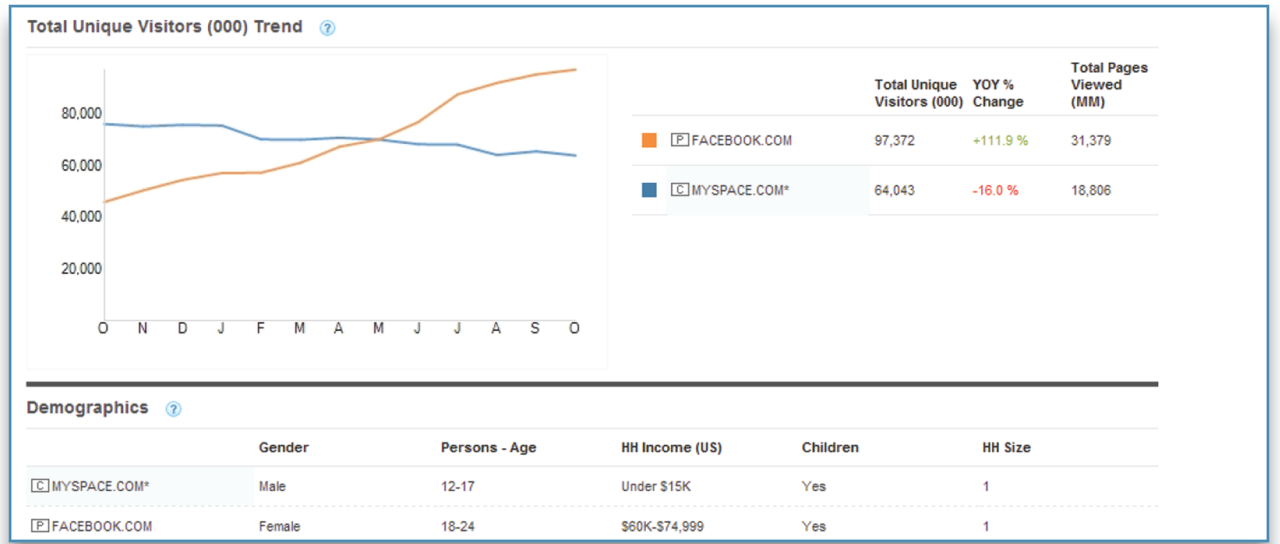 Total Unique Visitors (000) Trend ?
80,000
60,000
40,000
20,000
O N D J F M A M J J A S O
Total Unique Visitors (000) YOY % Change Total Pages Viewed (MM)
P FACEBOOK.COM 97,372 +111.9 % 31,379
C MYSPACE.COM* 64,043 -16.0 % 18,806
Demographics ?
Gender Persons - Age HH Income (US) Children HH Size
C MYSPACE.COM* Male 12-17 Under $15K Yes 1
P FACEBOOK.COM Female 18-24 $60K-$74,999 Yes 1